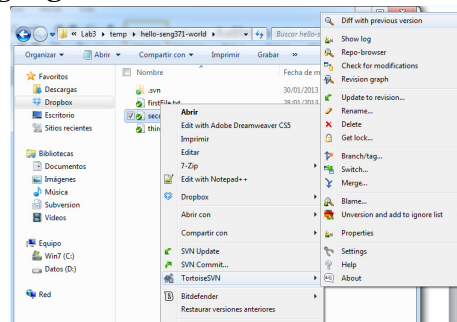 « Lab3 ▸ temp ▸ hello-seng371-world ▸
Buscar hello-s
Organizar ▾
Abrir ▾
Compartir con ▾
Imprimir
Grabar
»
Favoritos
Descargas
Dropbox
Escritorio
Sitios recientes
Bibliotecas
Documentos
Imágenes
Música
Subversion
Vídeos
Equipo
Win7 (C:)
Datos (D:)
Red
Nombre
Fecha de m
.svn
30/01/2013
firstFile.txt
28/01/2013
seco
thir
Abrir
Edit with Adobe Dreamweaver CS5
Imprimir
Editar
7-Zip
Edit with Notepad++
Dropbox
Abrir con
Compartir con
SVN Update
SVN Commit...
TortoiseSVN
Bitdefender
Restaurar versiones anteriores
Diff with previous version
Show log
Repo-browser
Check for modifications
Revision graph
Update to revision...
Rename...
Delete
Get lock...
Branch/tag...
Switch...
Merge...
Blame...
Unversion and add to ignore list
Properties
Settings
Help
About